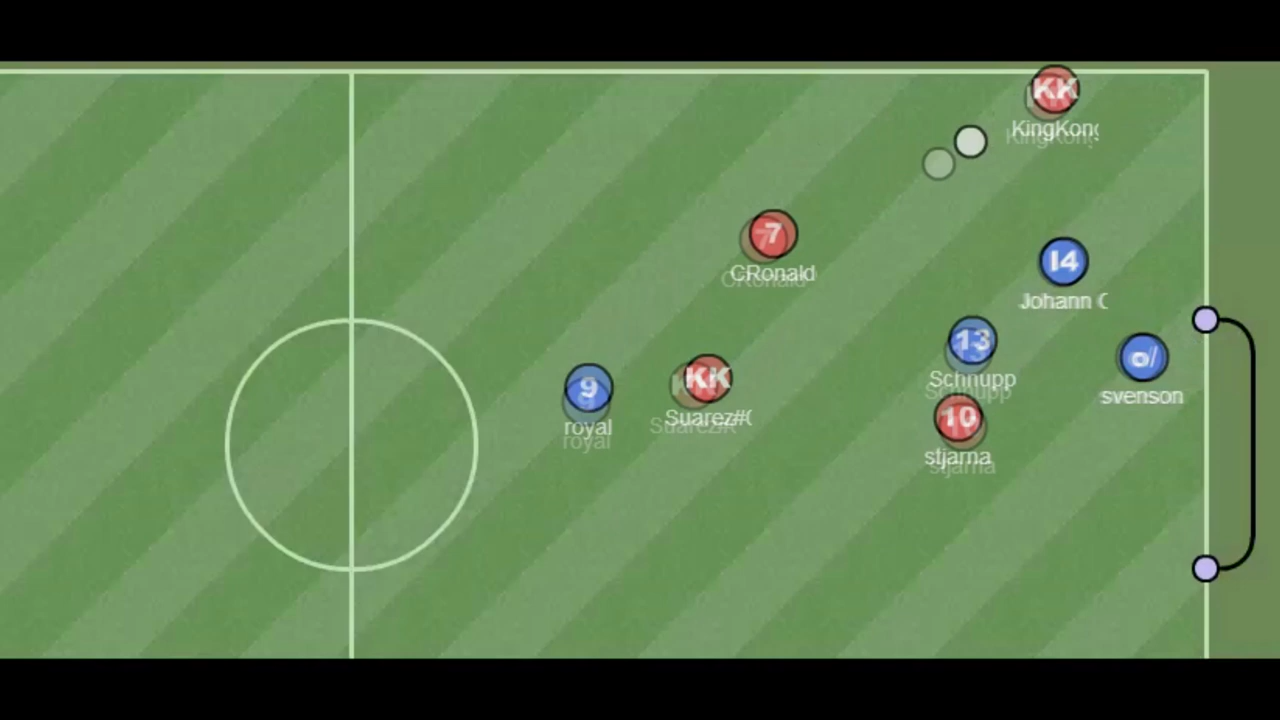 KK
KingKong
7
CRonald
14
Johann C
13
Schnupp
o/
svenson
9
royal
KK
Suarez#(
10
stjarna